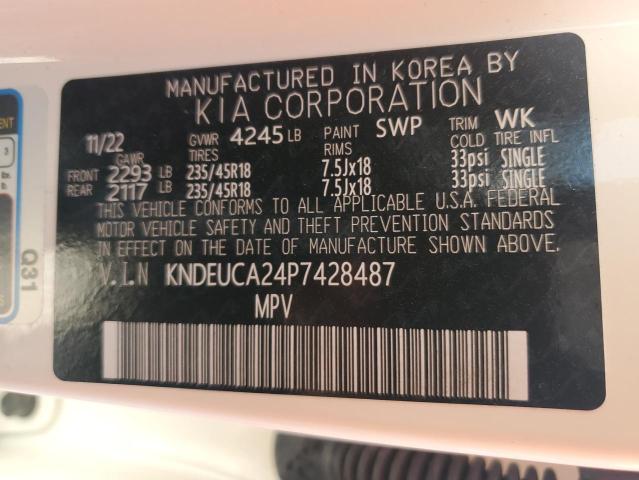 MANUFACTURED IN KOREA BY
KIA CORPORATION
11/22 GVWR 4245 LB PAINT SWP TRIM WK
GAWR TIRES RIMS COLD TIRE INFL
FRONT 2293 LB 235/45R18 7.5Jx18 33psi SINGLE
REAR 2117 LB 235/45R18 7.5Jx18 33psi SINGLE
THIS VEHICLE CONFORMS TO ALL APPLICABLE U.S.A. FEDERAL
MOTOR VEHICLE SAFETY AND THEFT PREVENTION STANDARDS
IN EFFECT ON THE DATE OF MANUFACTURE SHOWN ABOVE.
V.I.N KNDEUCA24P7428487
MPV
Q31